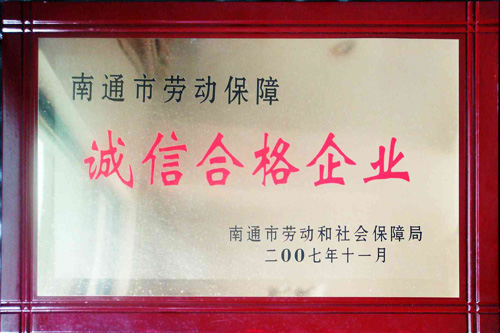 南通市劳动保障
诚信合格企业
南通市劳动和社会保障局
二00七年十一月